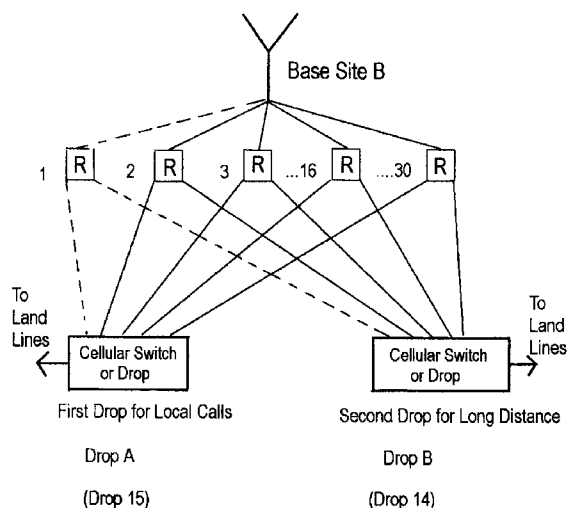 Base Site B
1 R 2 R 3 R ...16 R ....30 R
To
Land
Lines
To
Land
Lines
Cellular Switch
or Drop
Cellular Switch
or Drop
First Drop for Local Calls
Second Drop for Long Distance
Drop A
Drop B
(Drop 15)
(Drop 14)